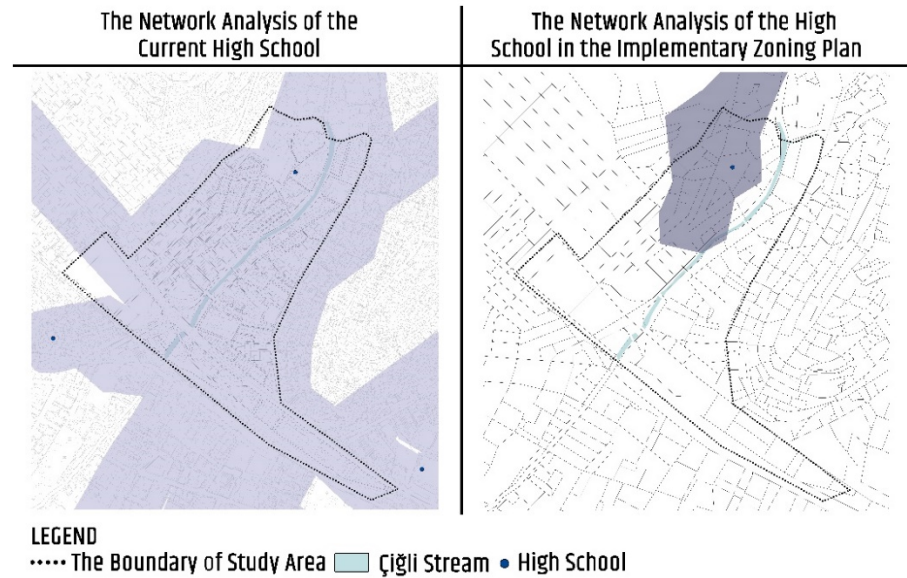 The Network Analysis of the
Current High School
The Network Analysis of the High
School in the Implementary Zoning Plan
LEGEND
The Boundary of Study Area Çiğli Stream High School